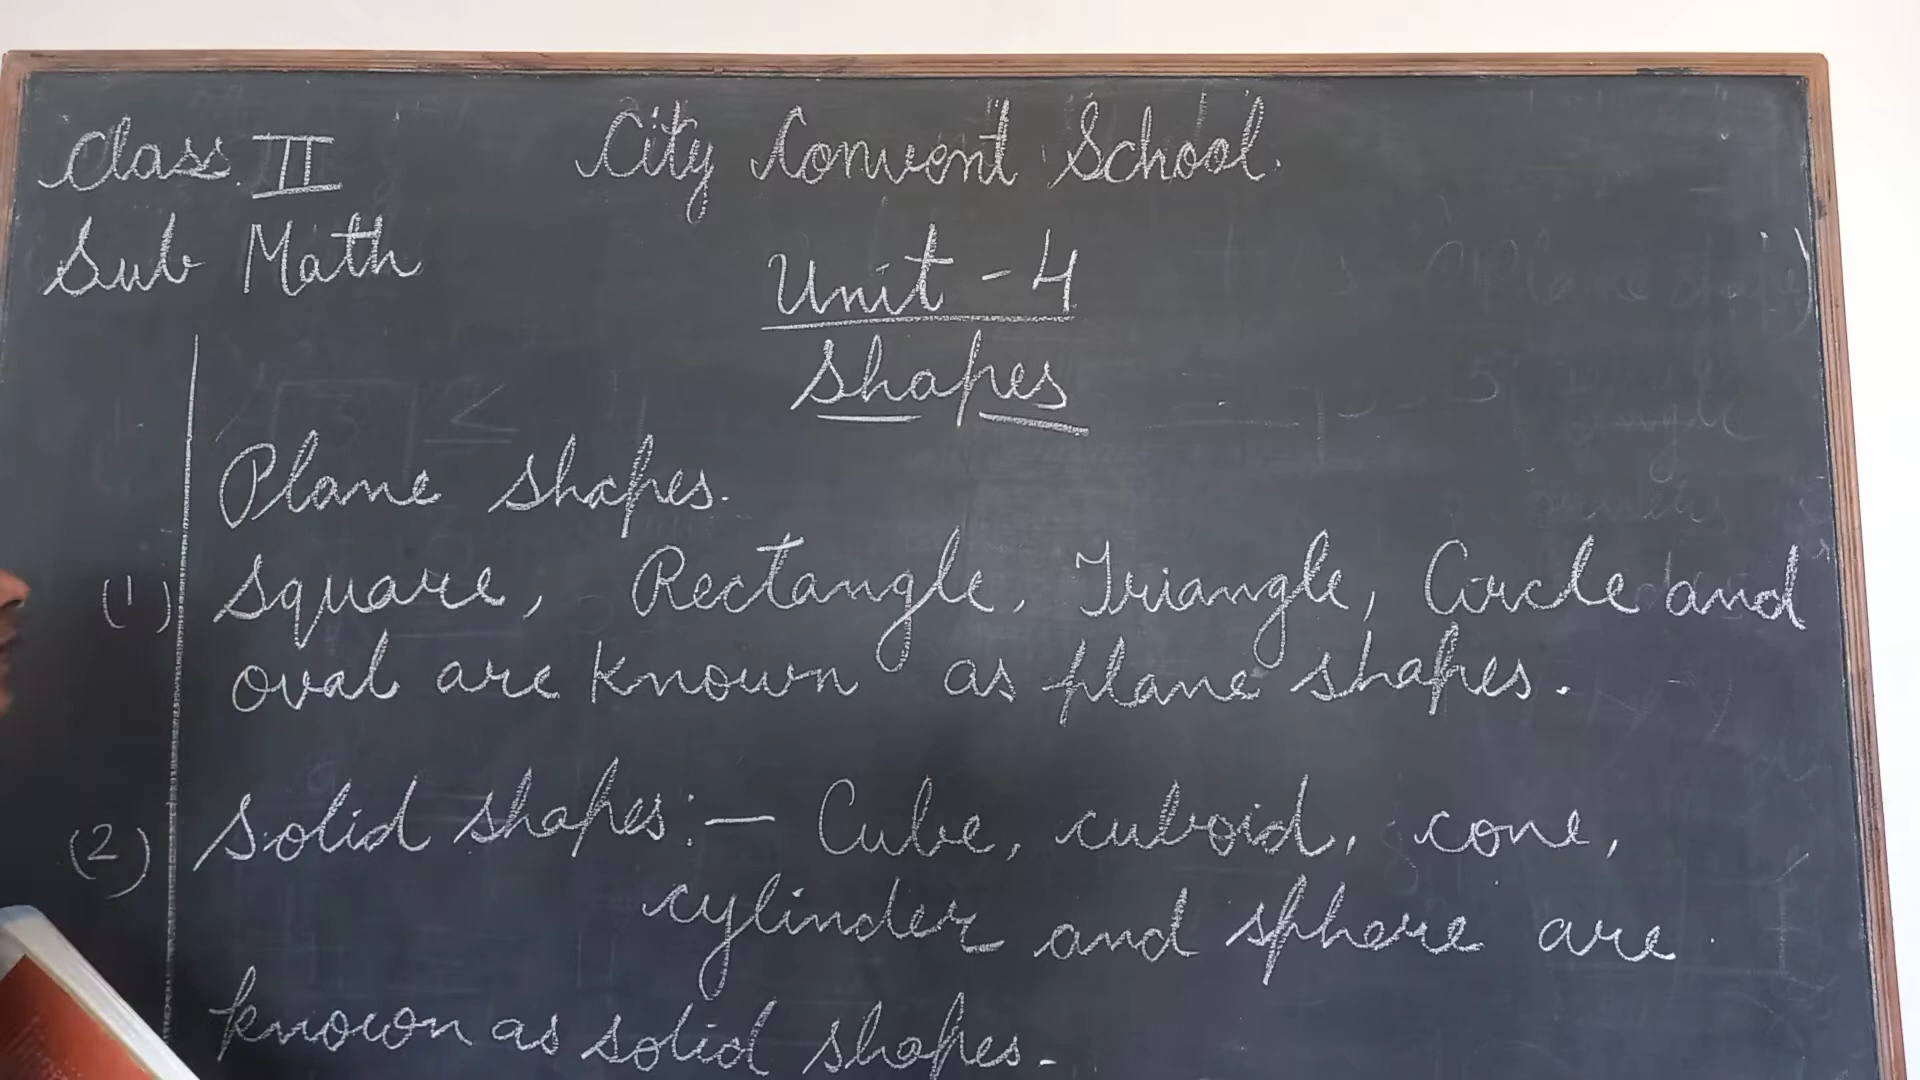 Class II City Convent School.
Sub Math
Unit - 4
Shapes
Plane shapes.
(1) Square, Rectangle, Triangle, Circle and
oval are known as plane shapes.
(2) Solid shapes:- Cube, cuboid, cone,
cylinder and sphere are
known as solid shapes.